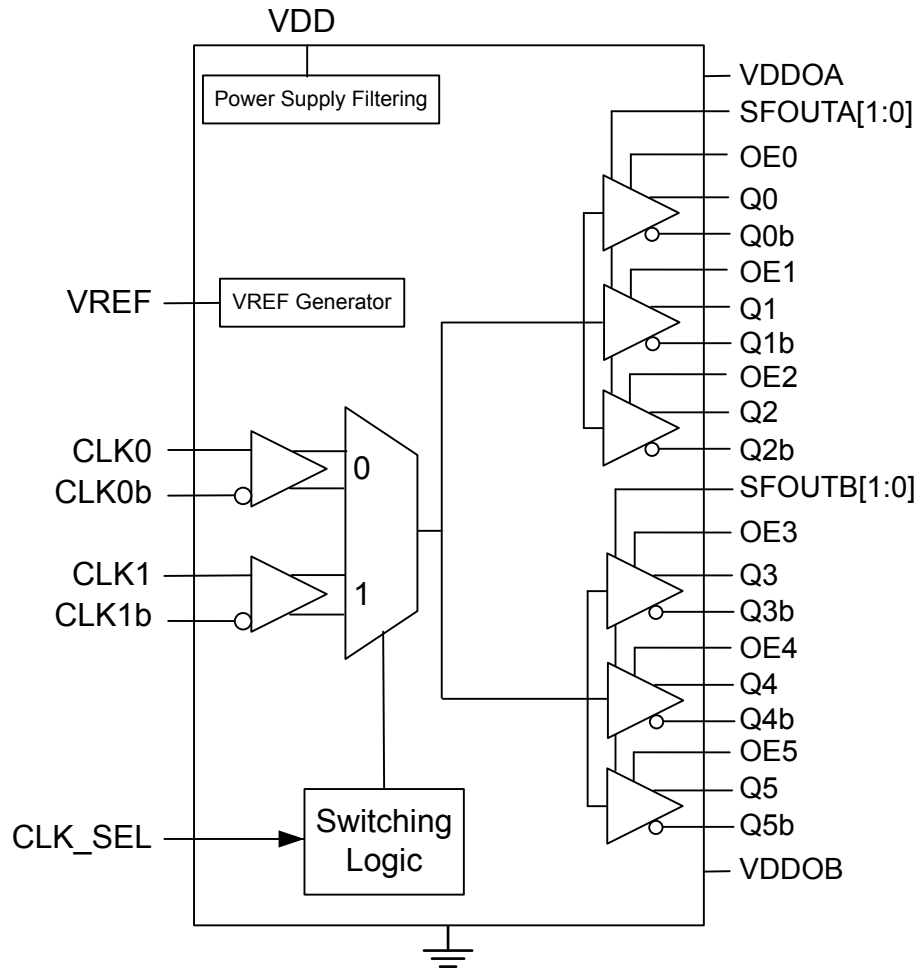 VDD
Power Supply Filtering
VREF
VREF Generator
CLK0
CLK0b
CLK1
CLK1b
0
1
CLK_SEL
Switching
Logic
VDDOA
SFOUTA[1:0]
OE0
Q0
Q0b
OE1
Q1
Q1b
OE2
Q2
Q2b
SFOUTB[1:0]
OE3
Q3
Q3b
OE4
Q4
Q4b
OE5
Q5
Q5b
VDDOB